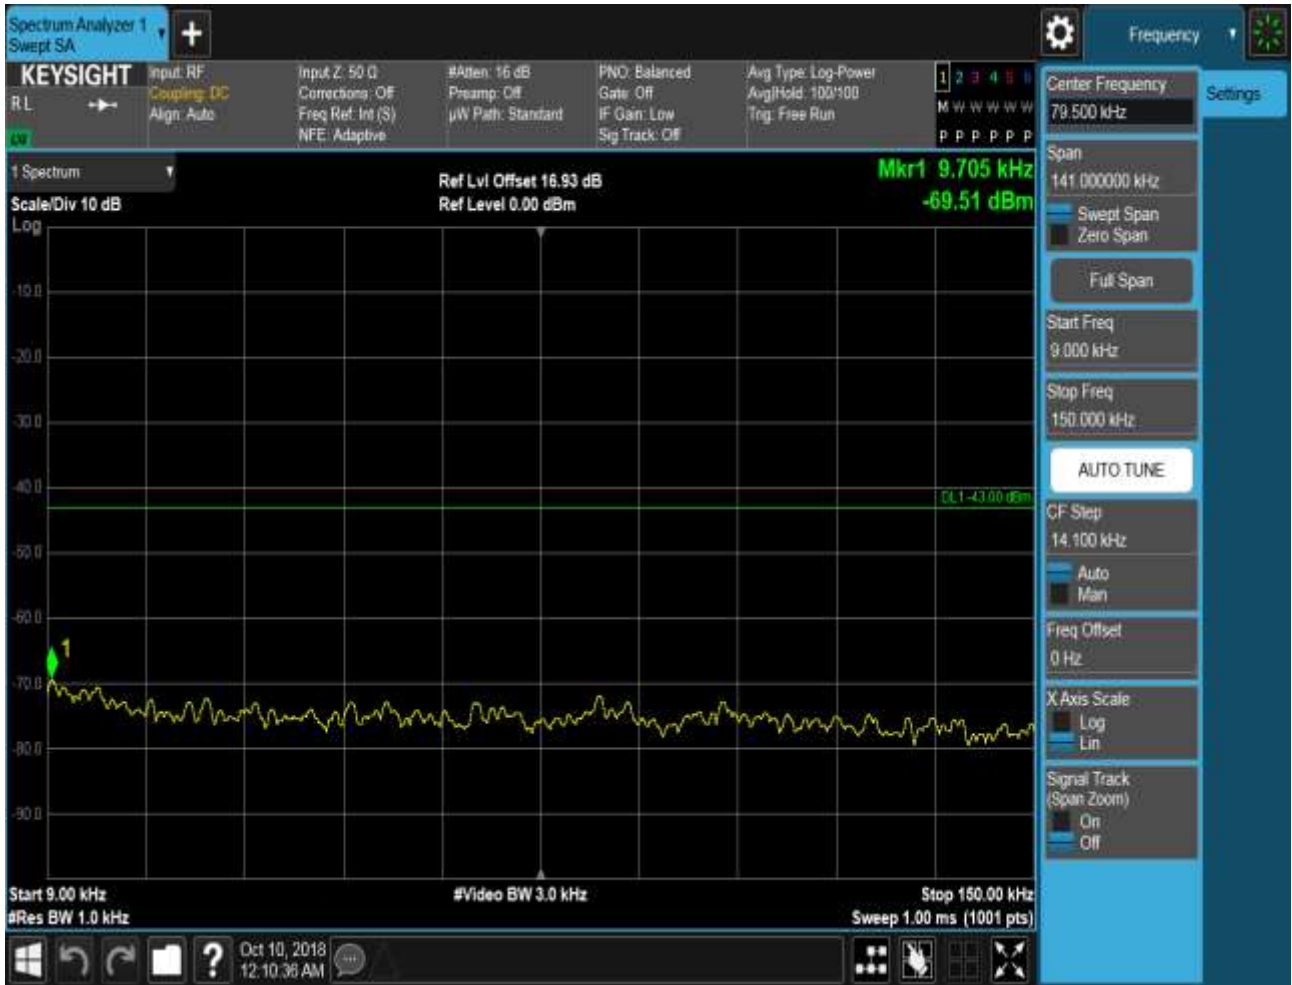 Spectrum Analyzer 1
Swept SA
Frequency
KEYSIGHT
RL
Input: RF
Coupling: DC
Align: Auto
Input Z: 50 Ω
Corrections: Off
Freq Ref: Int (S)
NFE: Adaptive
#Atten: 16 dB
Preamp: Off
µW Path: Standard
PNO: Balanced
Gate: Off
IF Gain: Low
Sig Track: Off
Avg Type: Log-Power
Avg|Hold: 100/100
Trig: Free Run
1 2 3 4 5 6
M W W W W W
P P P P P P
1 Spectrum
Scale/Div 10 dB
Log
Ref Lvl Offset 16.93 dB
Ref Level 0.00 dBm
Mkr1 9.705 kHz
-69.51 dBm
-10.0
-20.0
-30.0
-40.0
DL1 -43.00 dBm
-50.0
-60.0
1
-70.0
-80.0
-90.0
Start 9.00 kHz
#Video BW 3.0 kHz
Stop 150.00 kHz
#Res BW 1.0 kHz
Sweep 1.00 ms (1001 pts)
Center Frequency
79.500 kHz
Settings
Span
141.000000 kHz
Swept Span
Zero Span
Full Span
Start Freq
9.000 kHz
Stop Freq
150.000 kHz
AUTO TUNE
CF Step
14.100 kHz
Auto
Man
Freq Offset
0 Hz
X Axis Scale
Log
Lin
Signal Track
(Span Zoom)
On
Off
?
Oct 10, 2018
12:10:36 AM